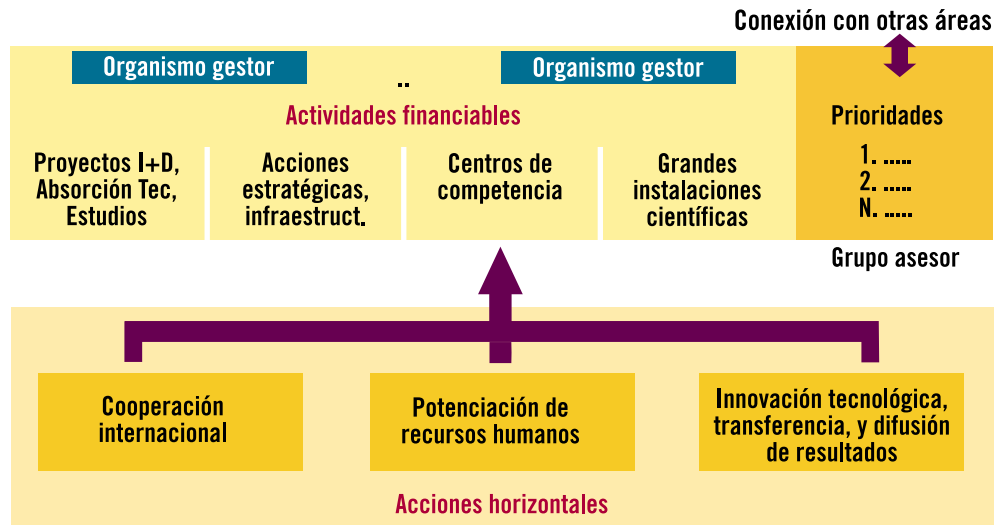 Conexión con otras áreas
Organismo gestor
..
Organismo gestor
Actividades financiables
Proyectos I+D,
Absorción Tec,
Estudios
Acciones
estratégicas,
infraestruct.
Centros de
competencia
Grandes
instalaciones
científicas
Prioridades
1. .....
2. .....
N. .....
Grupo asesor
Cooperación
internacional
Potenciación de
recursos humanos
Innovación tecnológica,
transferencia, y difusión
de resultados
Acciones horizontales